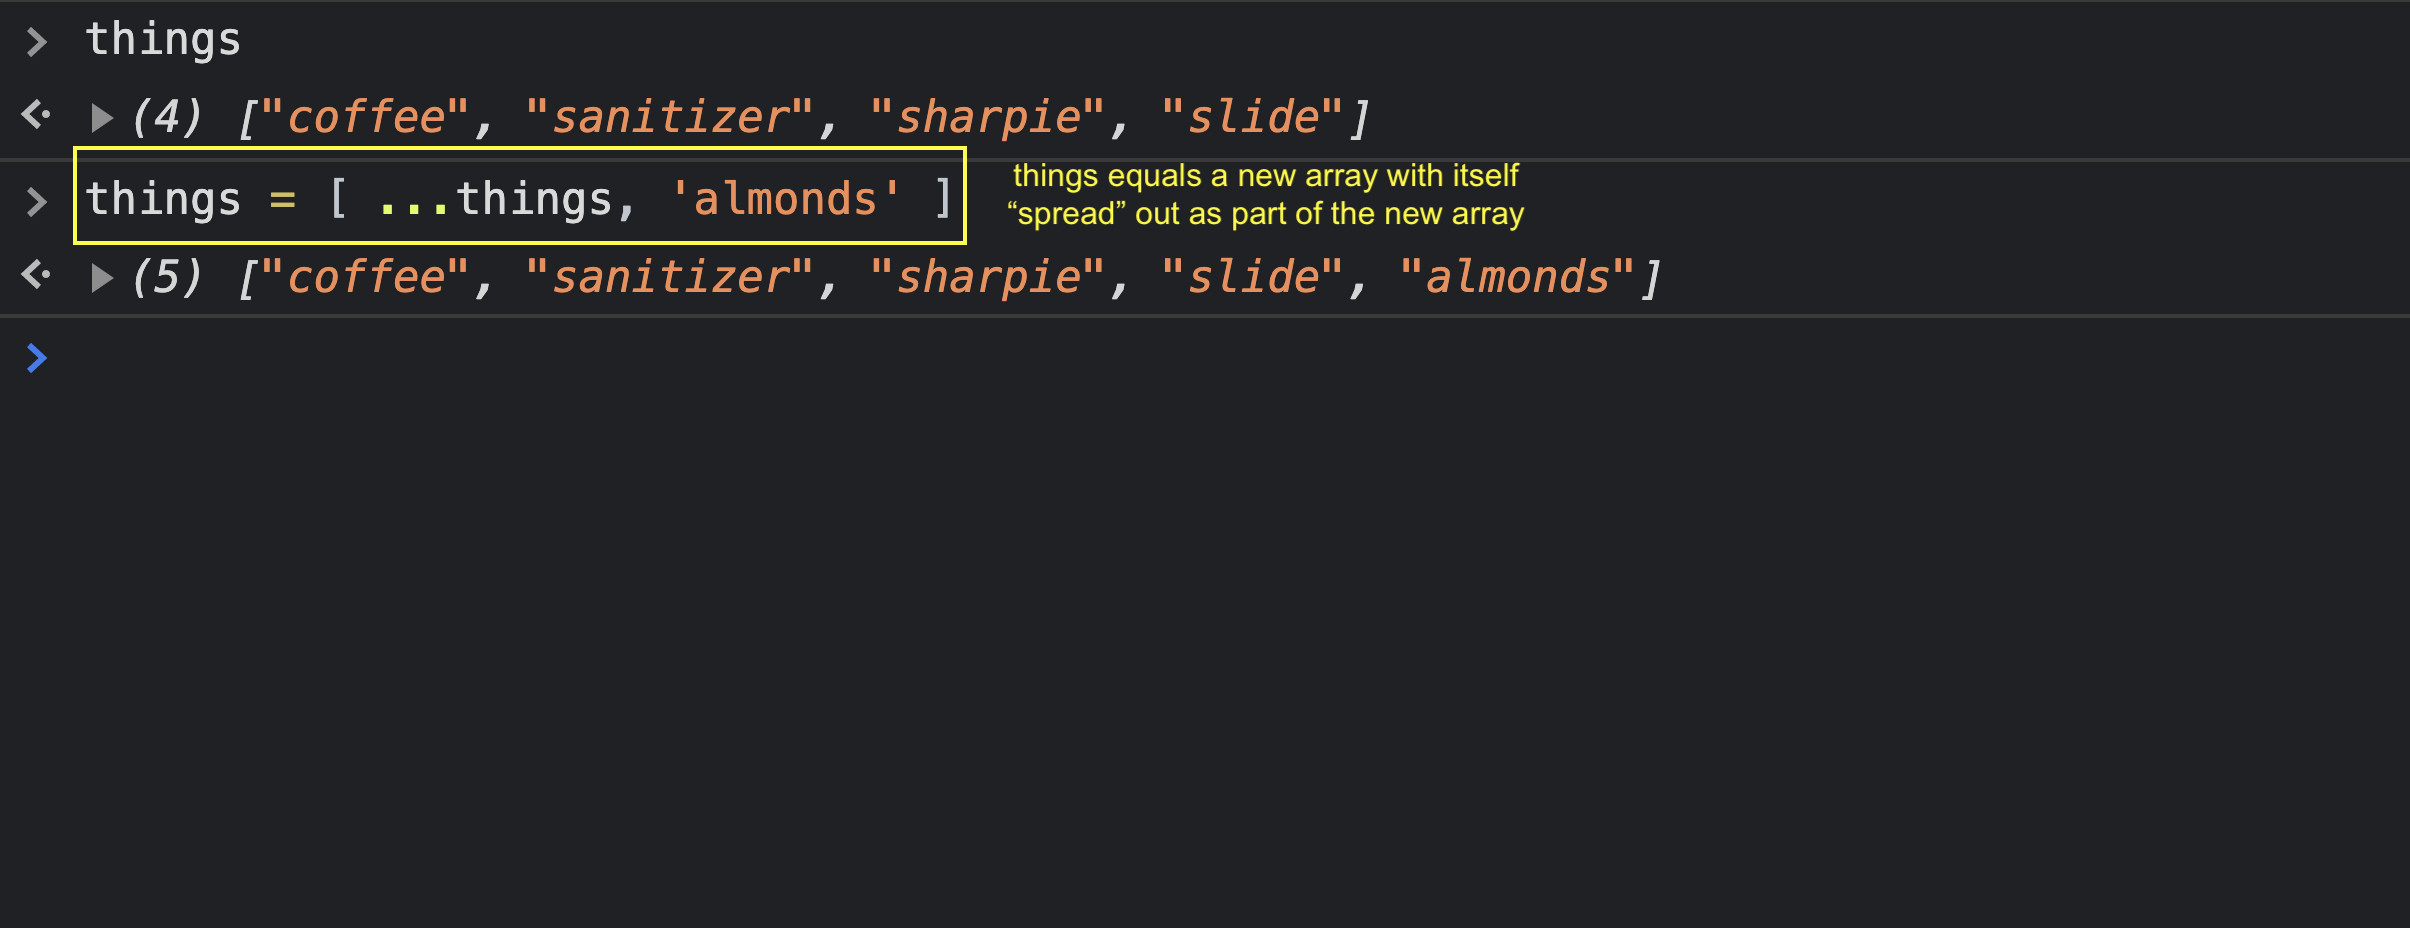 things
(4) ["coffee", "sanitizer", "sharpie", "slide"]
things = [ ...things, 'almonds' ]
things equals a new array with itself
“spread” out as part of the new array
(5) ["coffee", "sanitizer", "sharpie", "slide", "almonds"]